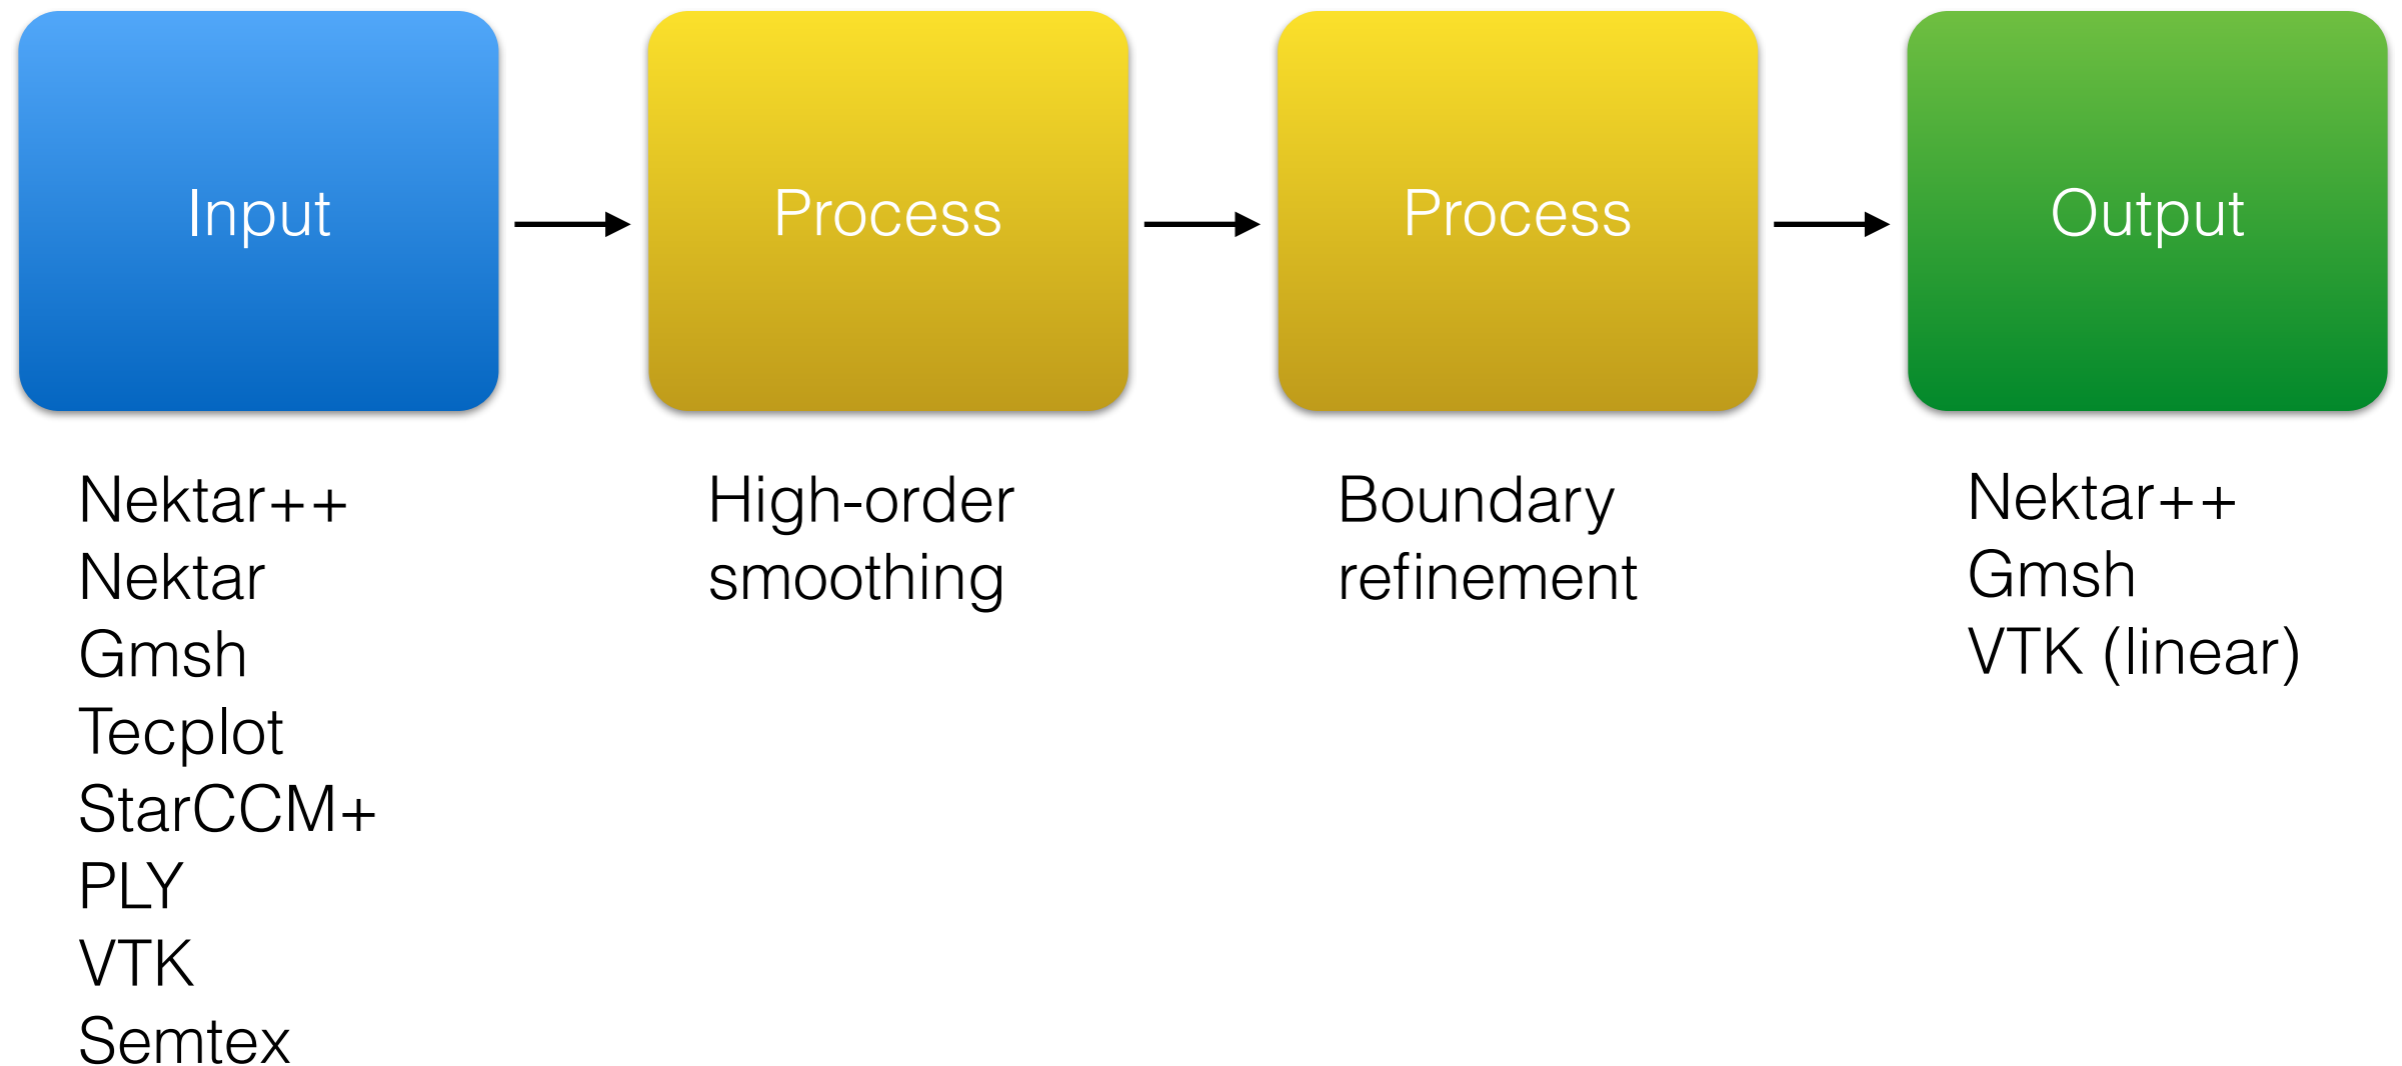 Input
Process
Process
Output
Nektar++
Nektar
Gmsh
Tecplot
StarCCM+
PLY
VTK
Semtex
High-order
smoothing
Boundary
refinement
Nektar++
Gmsh
VTK (linear)